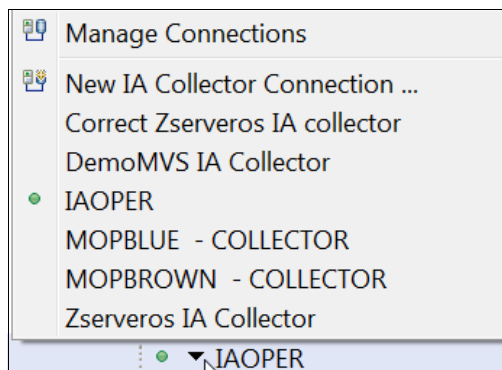 Manage Connections
New IA Collector Connection ...
Correct Zserveros IA collector
DemoMVS IA Collector
IAOPER
MOPBLUE - COLLECTOR
MOPBROWN - COLLECTOR
Zserveros IA Collector
IAOPER